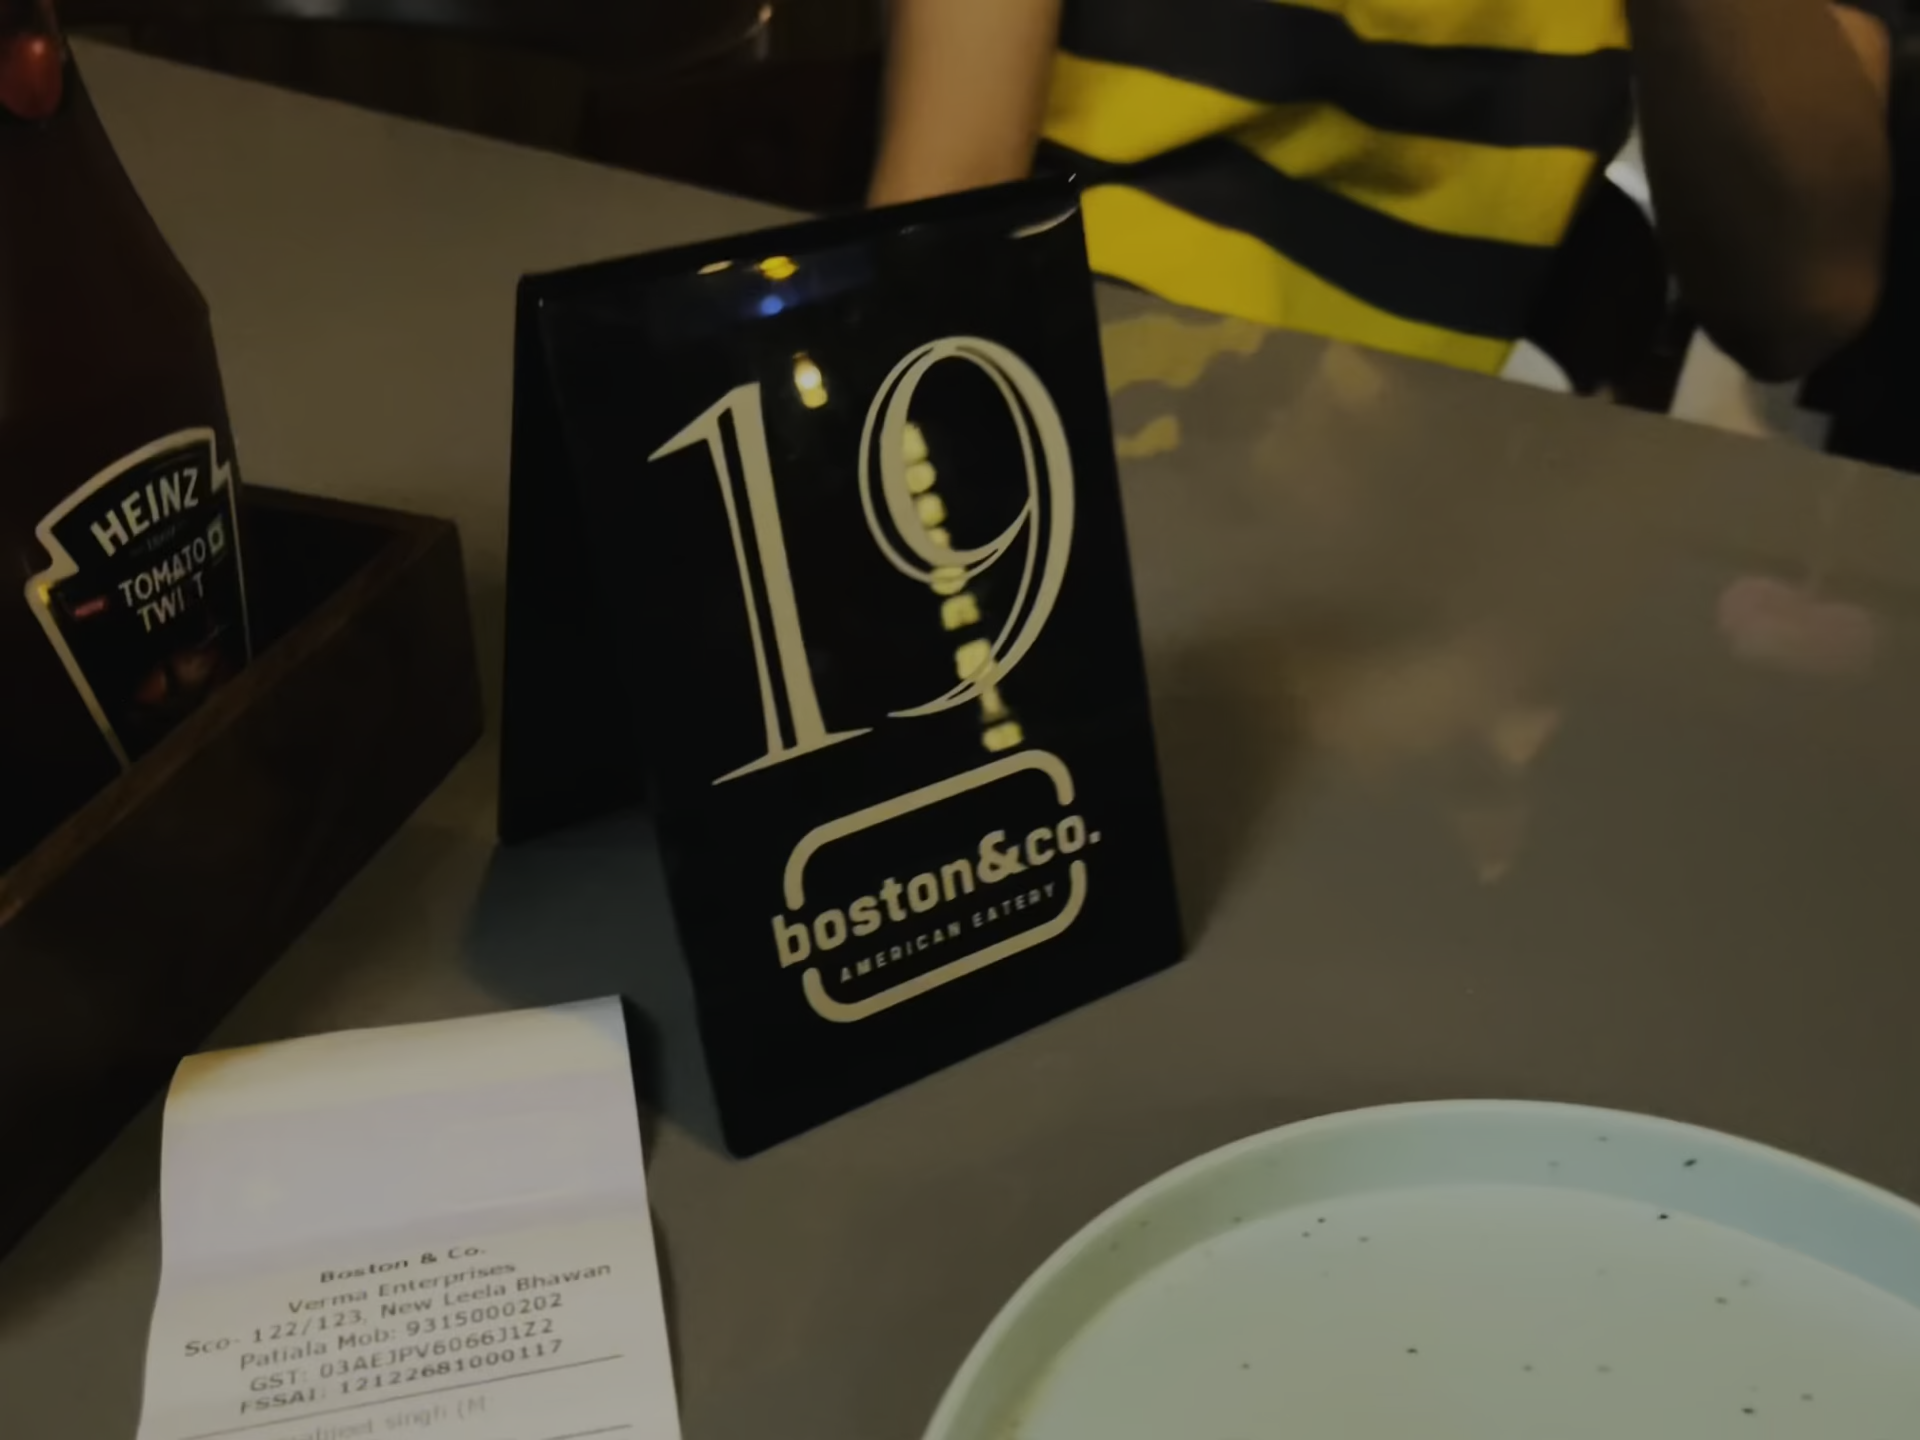 HEINZ
TOMATO
19
boston&co.
AMERICAN EATERY
Boston & Co.
Verma Enterprises
Sco- 122/123, New Leela Bhawan
Patiala Mob: 9315000202
GST: 03AEJPV6066J1Z2
FSSAI: 12122681000117
singh (M